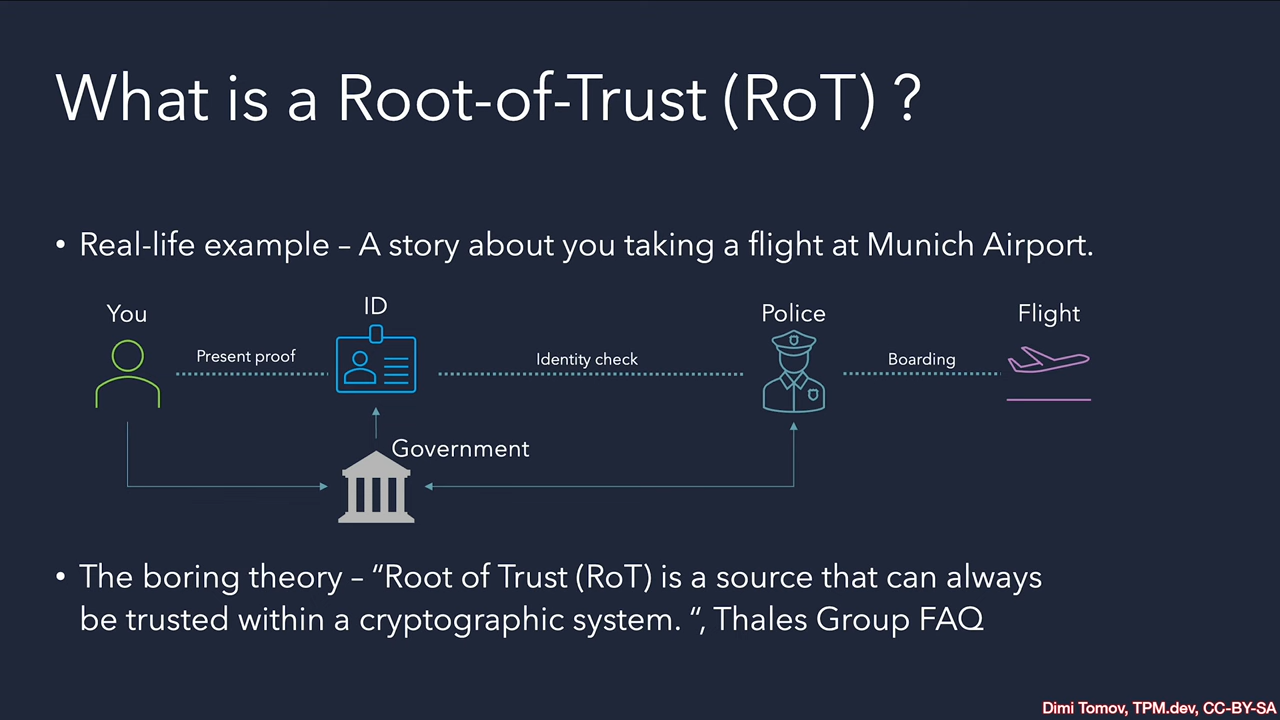 What is a Root-of-Trust (RoT) ?
• Real-life example – A story about you taking a flight at Munich Airport.
You
ID
Police
Flight
Present proof
Identity check
Boarding
Government
• The boring theory – “Root of Trust (RoT) is a source that can always
be trusted within a cryptographic system. “, Thales Group FAQ
Dimi Tomov, TPM.dev, CC-BY-SA